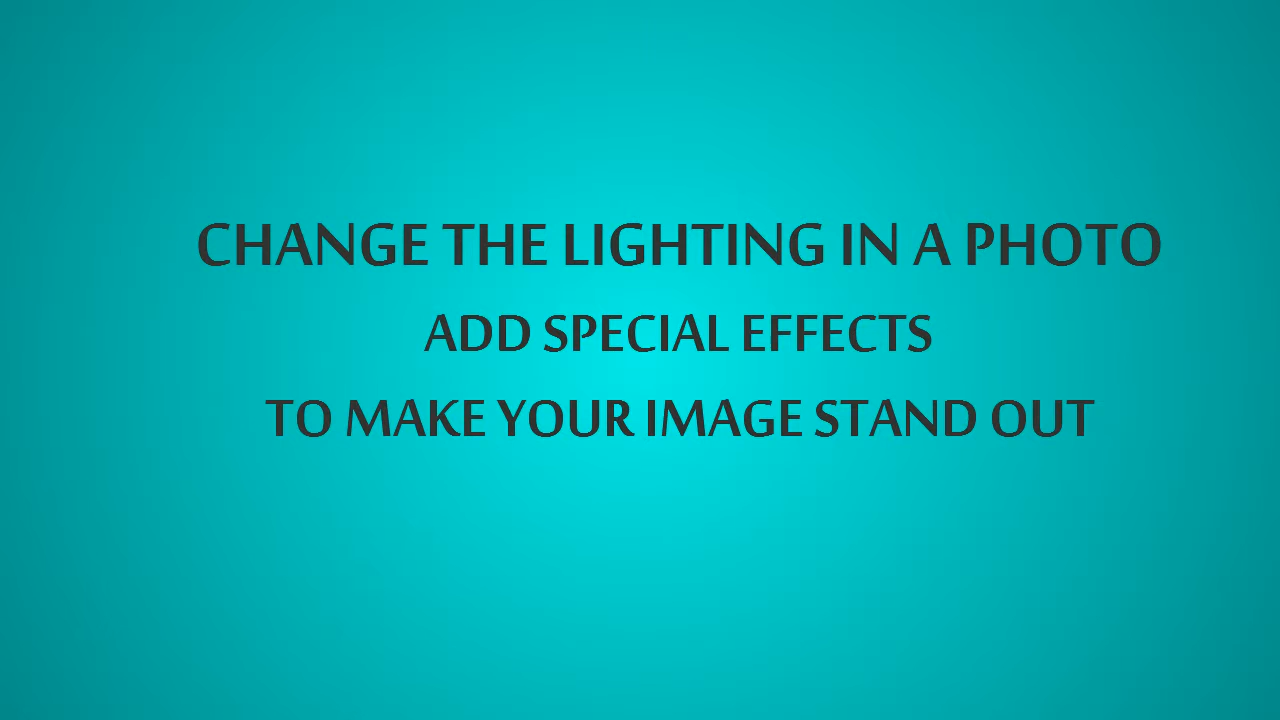 CHANGE THE LIGHTING IN A PHOTO
ADD SPECIAL EFFECTS
TO MAKE YOUR IMAGE STAND OUT